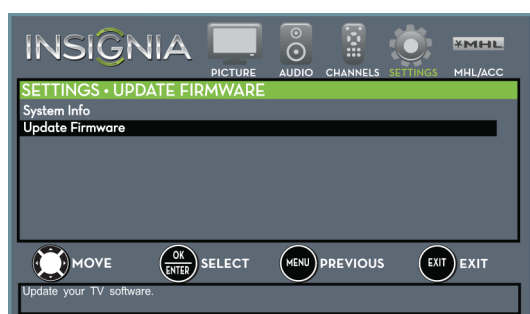 INSIGNIA
PICTURE AUDIO CHANNELS SETTINGS MHL/ACC
MHL
SETTINGS • UPDATE FIRMWARE
System Info
Update Firmware
MOVE OK ENTER SELECT MENU PREVIOUS EXIT EXIT
Update your TV software.